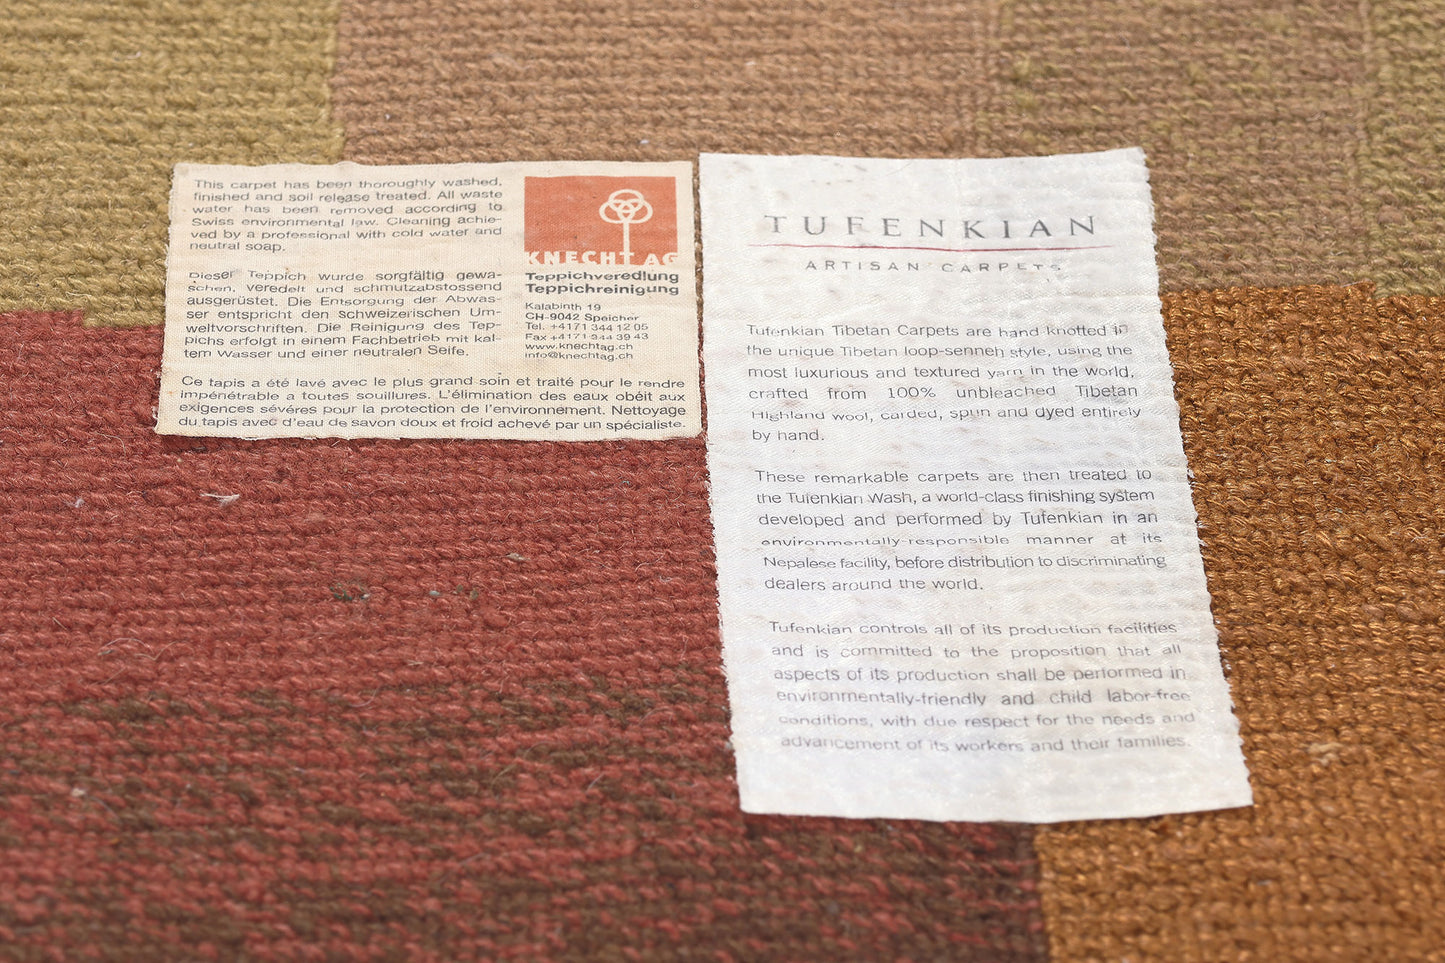 This carpet has been thoroughly washed,
finished and soil release treated. All waste
water has been removed according to
Swiss environmental law. Cleaning achie-
ved by a professional with cold water and
neutral soap.
Dieser Teppich wurde sorgfältig gewa-
schen, veredelt und schmutzabstossend
ausgerüstet. Die Entsorgung der Abwas-
ser entspricht den schweizerischen Um-
weltvorschriften. Die Reinigung des Tep-
pichs erfolgt in einem Fachbetrieb mit kal-
tem Wasser und einer neutralen Seife.
KNECHT AG
Teppichveredlung
Teppichreinigung
Kalabinth 19
CH-9042 Speicher
Tel. +4171 344 12 05
Fax +4171 344 39 43
www.knechtag.ch
info@knechtag.ch
Ce tapis a été lavé avec le plus grand soin et traité pour le rendre
impénétrable a toutes souillures. L'élimination des eaux obéit aux
exigences sévéres pour la protection de l'environnement. Nettoyage
du tapis avec d'eau de savon doux et froid achevé par un spécialiste.
TUFENKIAN
ARTISAN CARPETS
Tufenkian Tibetan Carpets are hand knotted in
the unique Tibetan loop-senneh style, using the
most luxurious and textured yarn in the world,
crafted from 100% unbleached Tibetan
Highland wool, carded, spun and dyed entirely
by hand.
These remarkable carpets are then treated to
the Tufenkian Wash, a world-class finishing system
developed and performed by Tufenkian in an
environmentally-responsible manner at its
Nepalese facility, before distribution to discriminating
dealers around the world.
Tufenkian controls all of its production facilities
and is committed to the proposition that all
aspects of its production shall be performed in
environmentally-friendly and child labor-free
conditions, with due respect for the needs and
advancement of its workers and their families.